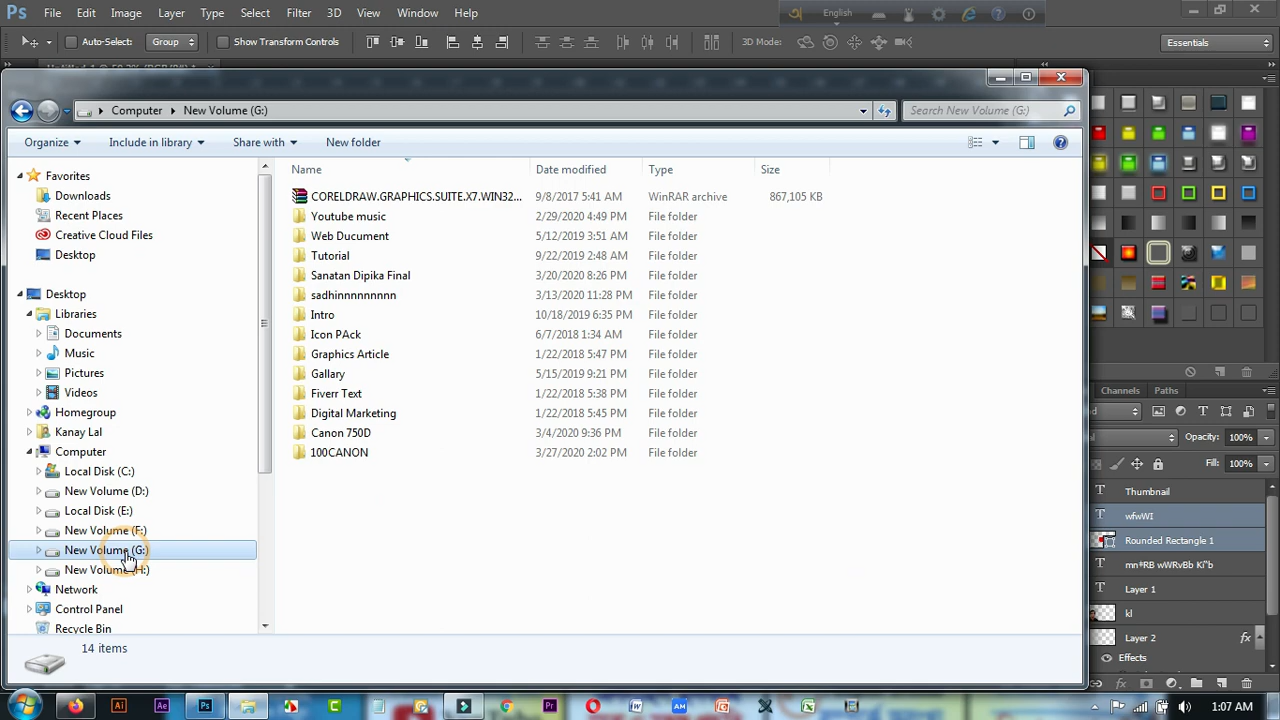 Ps File Edit Image Layer Type Select Filter 3D View Window Help
English
Auto-Select: Group Show Transform Controls 3D Mode: Essentials
Computer New Volume (G:) Search New Volume (G:)
Organize Include in library Share with New folder
Name Date modified Type Size
CORELDRAW.GRAPHICS.SUITE.X7.WIN32... 9/8/2017 5:41 AM WinRAR archive 867,105 KB
Youtube music 2/29/2020 4:49 PM File folder
Web Ducument 5/12/2019 3:51 AM File folder
Tutorial 9/22/2019 2:48 AM File folder
Sanatan Dipika Final 3/20/2020 8:26 PM File folder
sadhinnnnnnnnn 3/13/2020 11:28 PM File folder
Intro 10/18/2019 6:35 PM File folder
Icon PAck 6/7/2018 1:34 AM File folder
Graphics Article 1/22/2018 5:47 PM File folder
Gallary 5/15/2019 9:21 PM File folder
Fiverr Text 1/22/2018 5:38 PM File folder
Digital Marketing 1/22/2018 5:45 PM File folder
Canon 750D 3/4/2020 9:36 PM File folder
100CANON 3/27/2020 2:02 PM File folder
Favorites
Downloads
Recent Places
Creative Cloud Files
Desktop
Desktop
Libraries
Documents
Music
Pictures
Videos
Homegroup
Kanay Lal
Computer
Local Disk (C:)
New Volume (D:)
Local Disk (E:)
New Volume (F:)
New Volume (G:)
New Volume (H:)
Network
Control Panel
Recycle Bin
14 items
Channels Paths
Opacity: 100%
Fill: 100%
Thumbnail
wfwWI
Rounded Rectangle 1
mn®RB wWRvBb Ki"b
Layer 1
kl
Layer 2 fx
Effects
1:07 AM